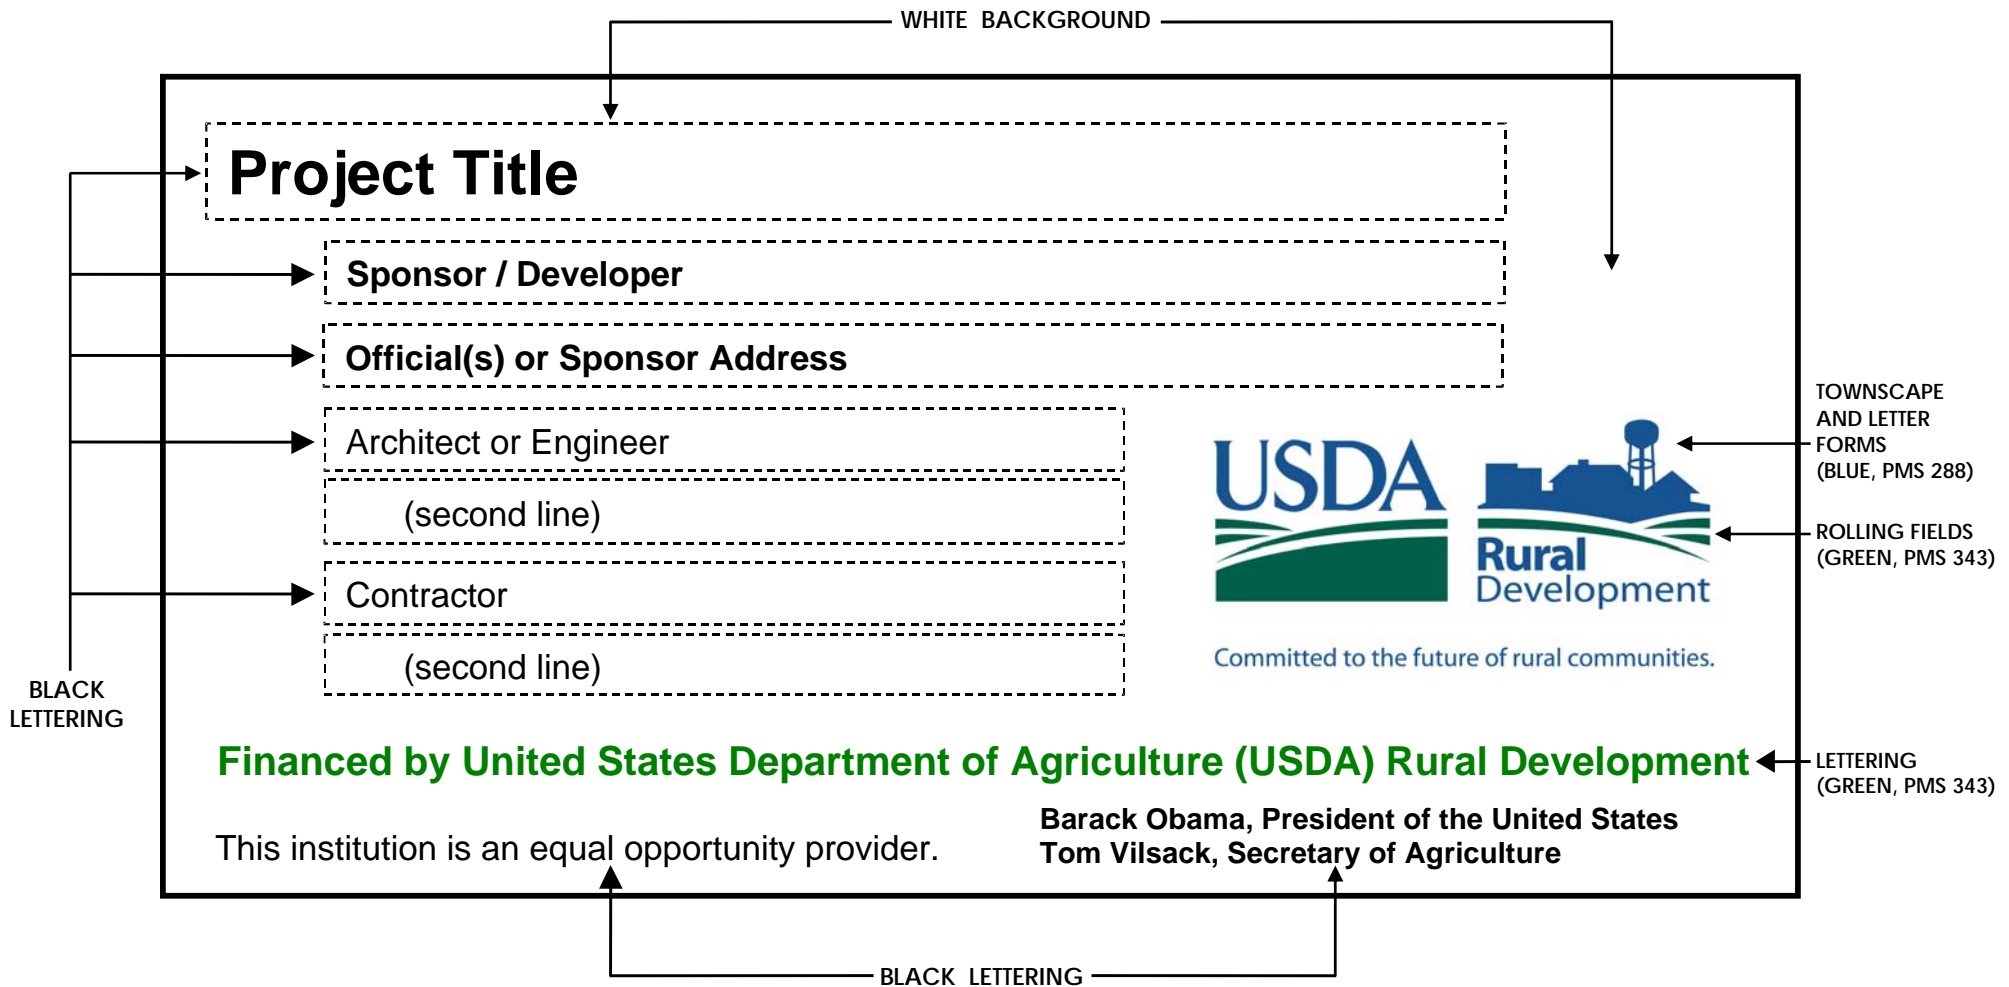 WHITE BACKGROUND
Project Title
Sponsor / Developer
Official(s) or Sponsor Address
Architect or Engineer
(second line)
Contractor
(second line)
BLACK
LETTERING
USDA
Rural
Development
Committed to the future of rural communities.
TOWNSCAPE
AND LETTER
FORMS
(BLUE, PMS 288)
ROLLING FIELDS
(GREEN, PMS 343)
Financed by United States Department of Agriculture (USDA) Rural Development
LETTERING
(GREEN, PMS 343)
This institution is an equal opportunity provider.
Barack Obama, President of the United States
Tom Vilsack, Secretary of Agriculture
BLACK LETTERING